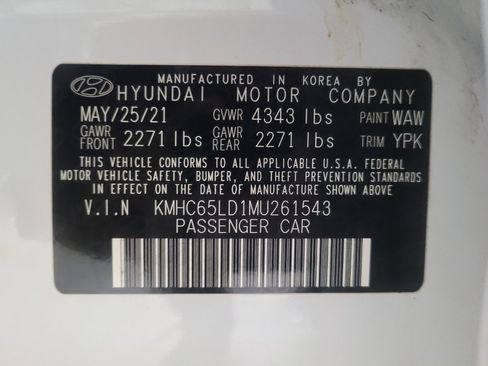 MANUFACTURED IN KOREA BY
HYUNDAI MOTOR COMPANY
MAY/25/21 GVWR 4343 lbs PAINT WAW
GAWR FRONT 2271 lbs GAWR REAR 2271 lbs TRIM YPK
THIS VEHICLE CONFORMS TO ALL APPLICABLE U.S.A. FEDERAL
MOTOR VEHICLE SAFETY, BUMPER, AND THEFT PREVENTION STANDARDS
IN EFFECT ON THE DATE OF MANUFACTURE SHOWN ABOVE.
V.I.N KMHC65LD1MU261543
PASSENGER CAR